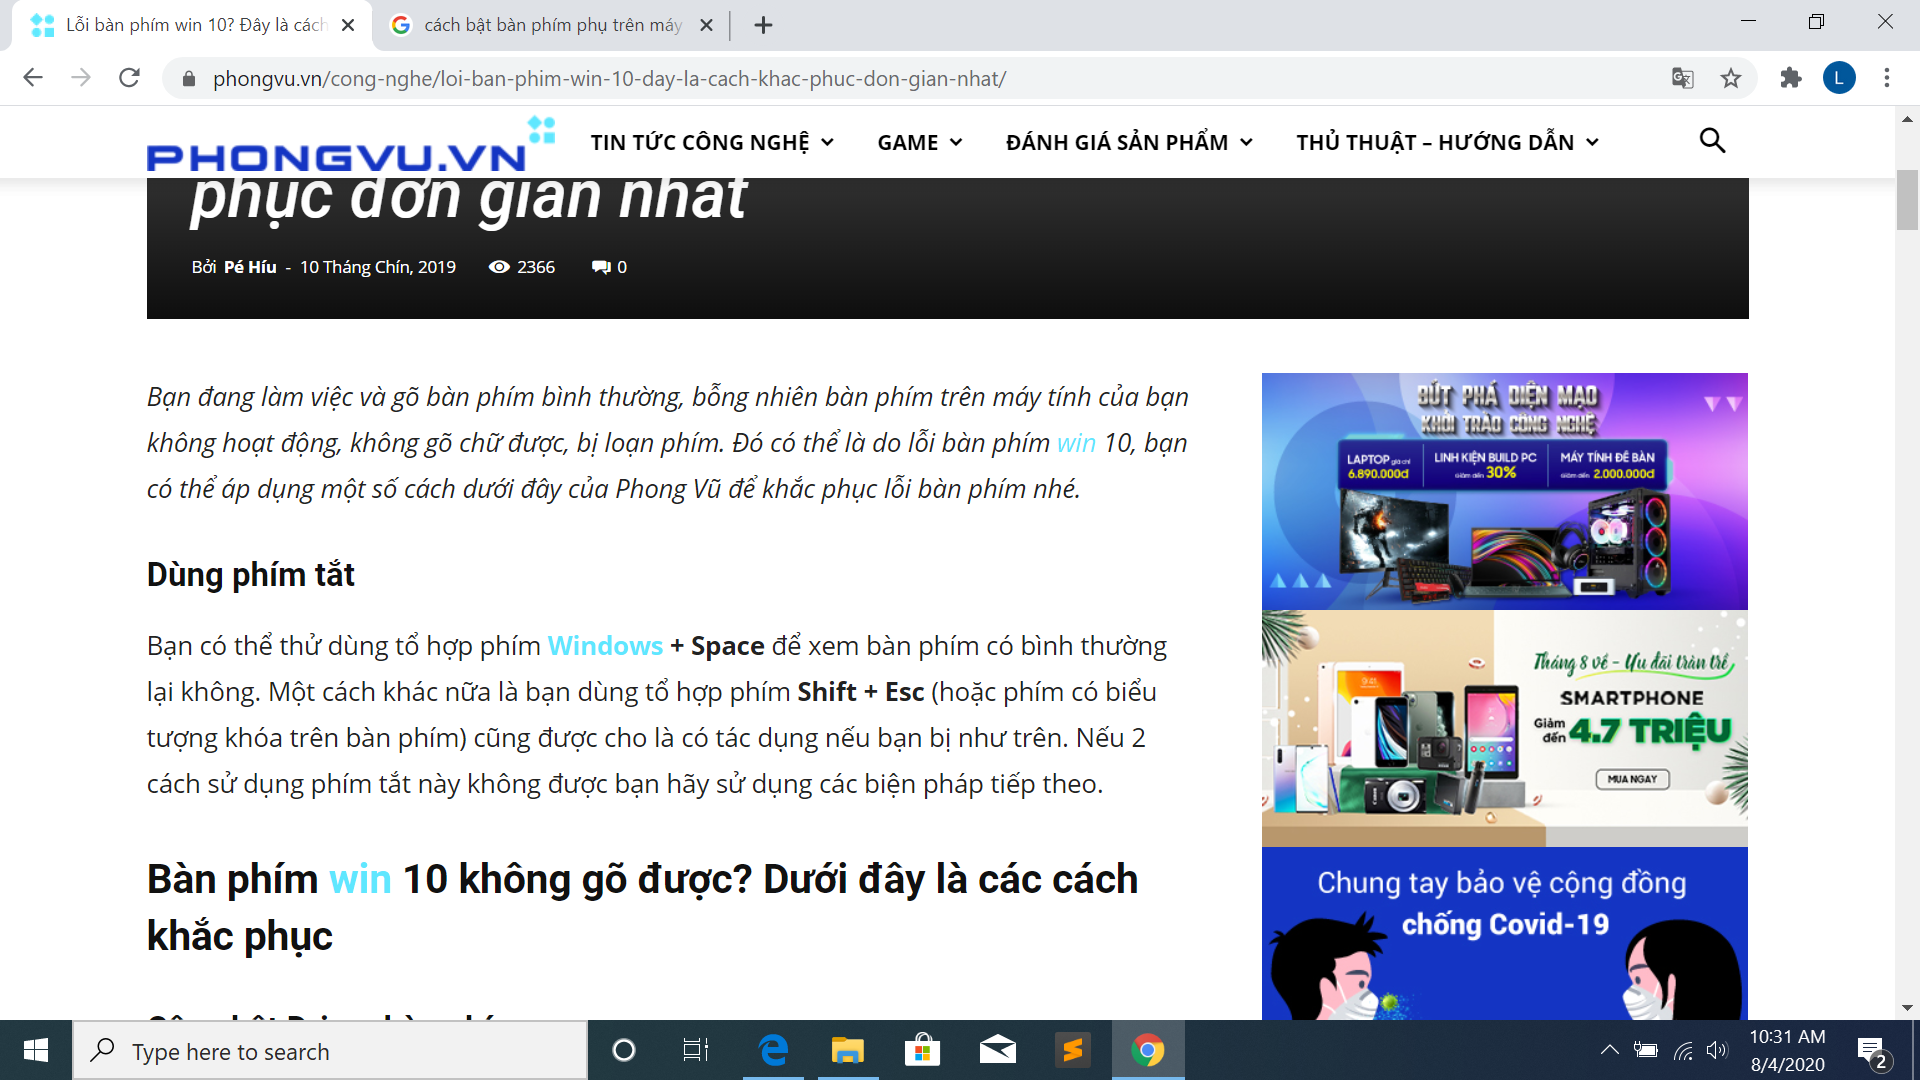 Lỗi bàn phím win 10? Đây là cách
cách bật bàn phím phụ trên máy
phongvu.vn/cong-nghe/loi-ban-phim-win-10-day-la-cach-khac-phuc-don-gian-nhat/
L
PHONGVU.VN
TIN TỨC CÔNG NGHỆ
GAME
ĐÁNH GIÁ SẢN PHẨM
THỦ THUẬT – HƯỚNG DẪN
phục đơn giản nhất
Bởi Pé Híu - 10 Tháng Chín, 2019 2366 0
Bạn đang làm việc và gõ bàn phím bình thường, bỗng nhiên bàn phím trên máy tính của bạn
không hoạt động, không gõ chữ được, bị loạn phím. Đó có thể là do lỗi bàn phím win 10, bạn
có thể áp dụng một số cách dưới đây của Phong Vũ để khắc phục lỗi bàn phím nhé.
Dùng phím tắt
Bạn có thể thử dùng tổ hợp phím Windows + Space để xem bàn phím có bình thường
lại không. Một cách khác nữa là bạn dùng tổ hợp phím Shift + Esc (hoặc phím có biểu
tượng khóa trên bàn phím) cũng được cho là có tác dụng nếu bạn bị như trên. Nếu 2
cách sử dụng phím tắt này không được bạn hãy sử dụng các biện pháp tiếp theo.
Bàn phím win 10 không gõ được? Dưới đây là các cách
khắc phục
BỨT PHÁ DIỆN MẠO
KHỞI TRÀO CÔNG NGHỆ
LAPTOP giá chỉ
6.890.000đ
LINH KIỆN BUILD PC
Giảm đến 30%
MÁY TÍNH ĐỂ BÀN
Giảm đến 2.000.000đ
Tháng 8 về - Ưu đãi tràn trề
SMARTPHONE
Giảm
đến 4.7 TRIỆU
MUA NGAY
Chung tay bảo vệ cộng đồng
chống Covid-19
Type here to search
10:31 AM
8/4/2020
2